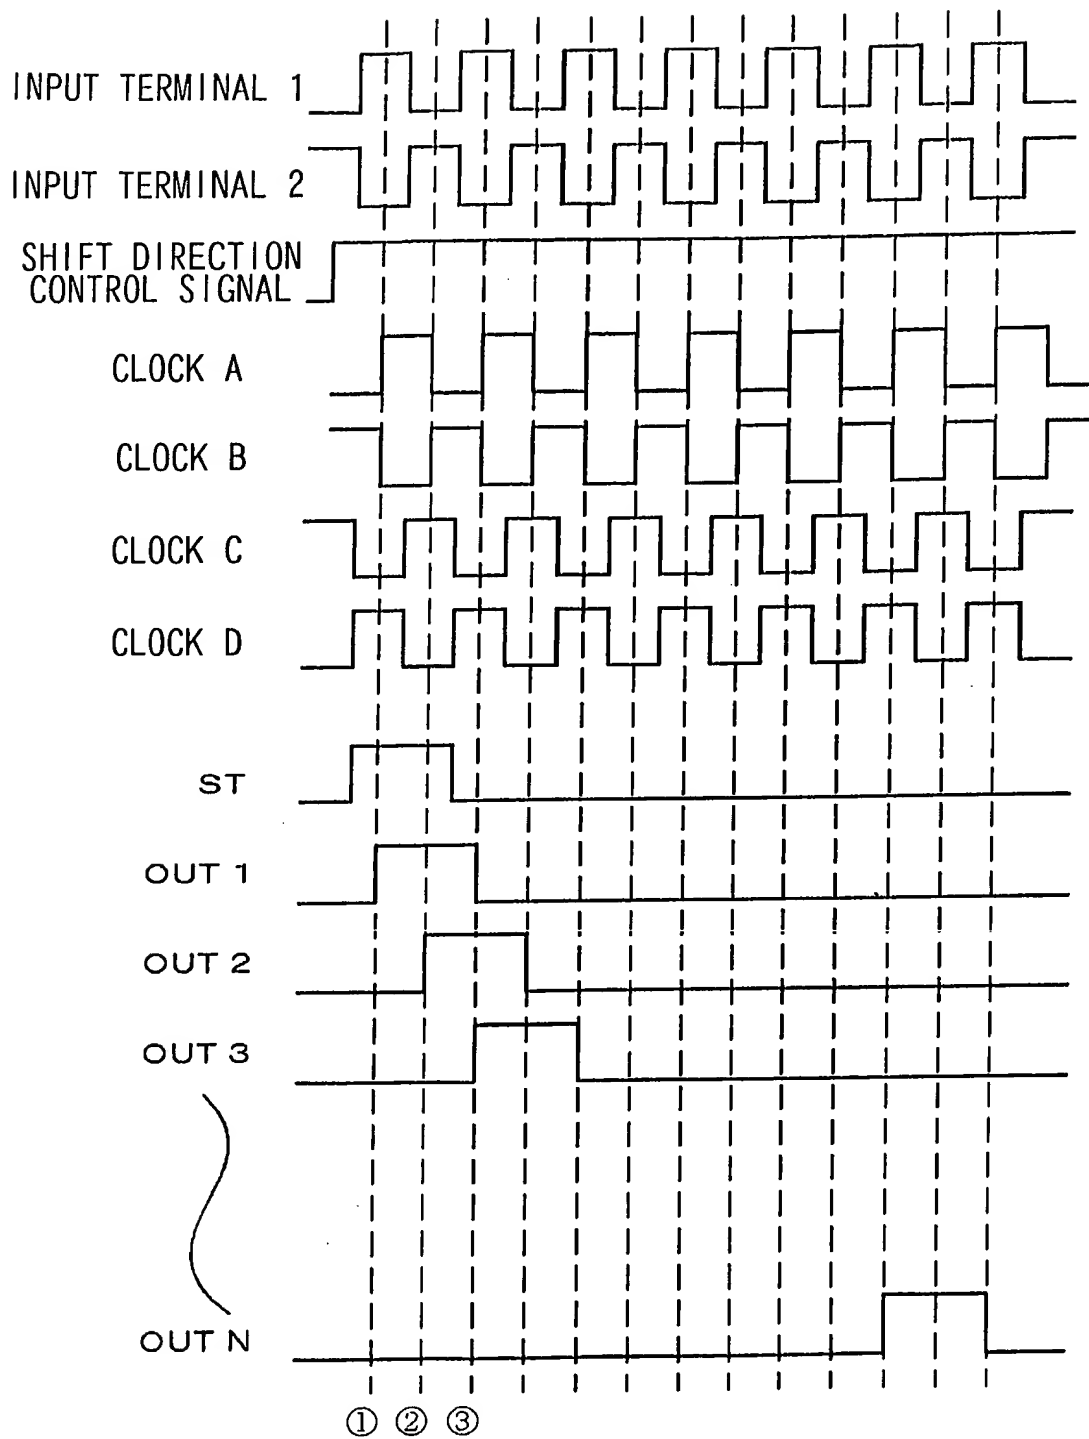 INPUT TERMINAL 1
INPUT TERMINAL 2
SHIFT DIRECTION
CONTROL SIGNAL
CLOCK A
CLOCK B
CLOCK C
CLOCK D
ST
OUT 1
OUT 2
OUT 3
OUT N
① ② ③